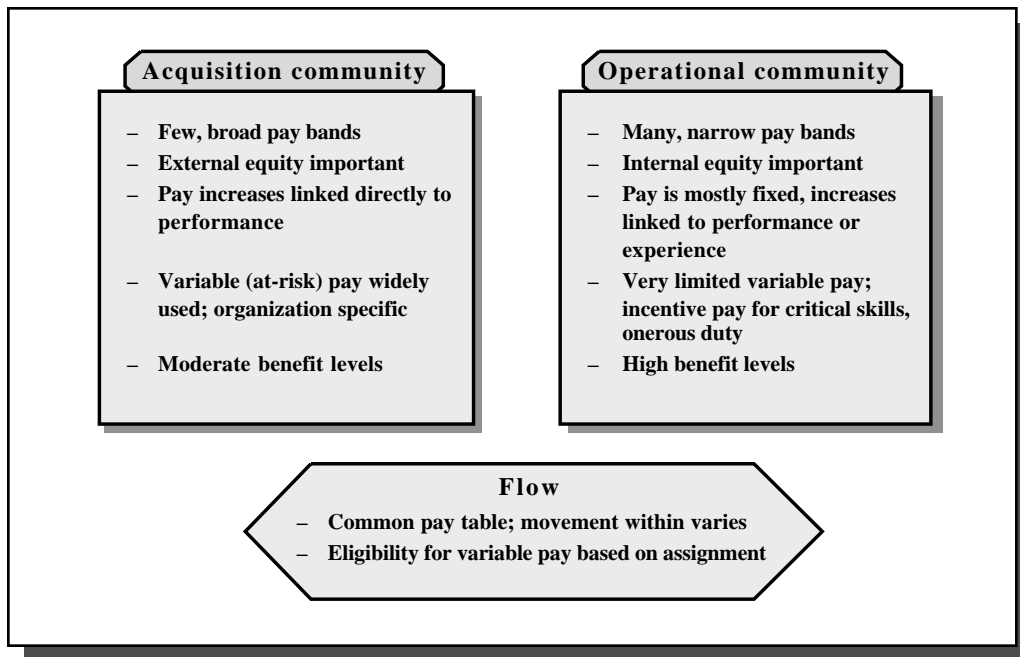 Acquisition community
– Few, broad pay bands
– External equity important
– Pay increases linked directly to
performance
– Variable (at-risk) pay widely
used; organization specific
– Moderate benefit levels
Operational community
– Many, narrow pay bands
– Internal equity important
– Pay is mostly fixed, increases
linked to performance or
experience
– Very limited variable pay;
incentive pay for critical skills,
onerous duty
– High benefit levels
Flow
– Common pay table; movement within varies
– Eligibility for variable pay based on assignment